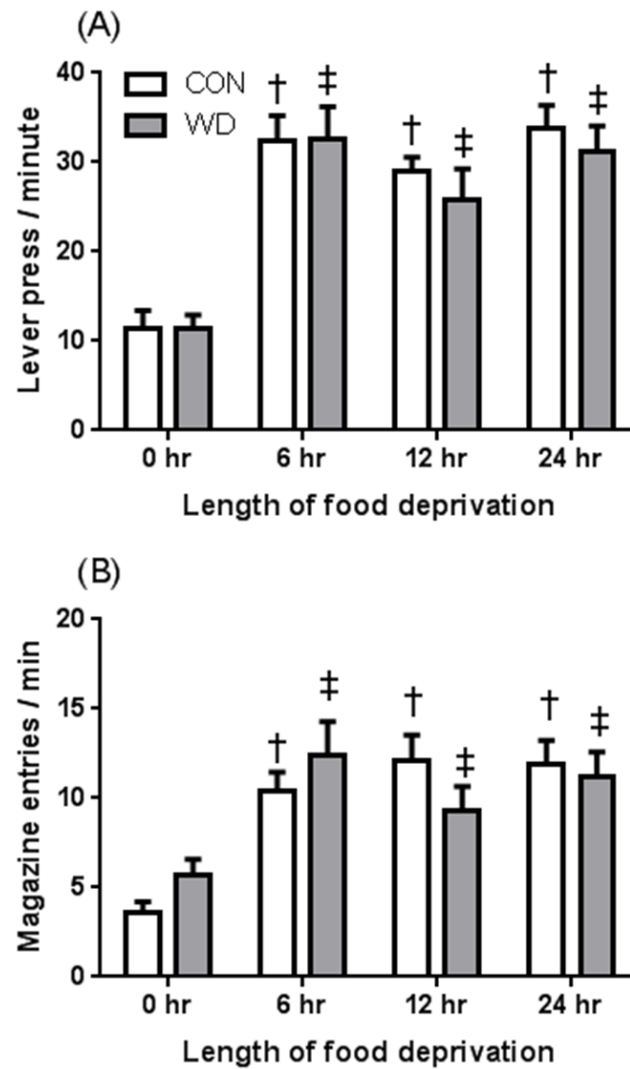 (A)
Lever press / minute
40
30
20
10
0
CON
WD
† ‡ † ‡ † ‡
0 hr 6 hr 12 hr 24 hr
Length of food deprivation
(B)
Magazine entries / min
20
15
10
5
0
† ‡ † ‡ † ‡
0 hr 6 hr 12 hr 24 hr
Length of food deprivation